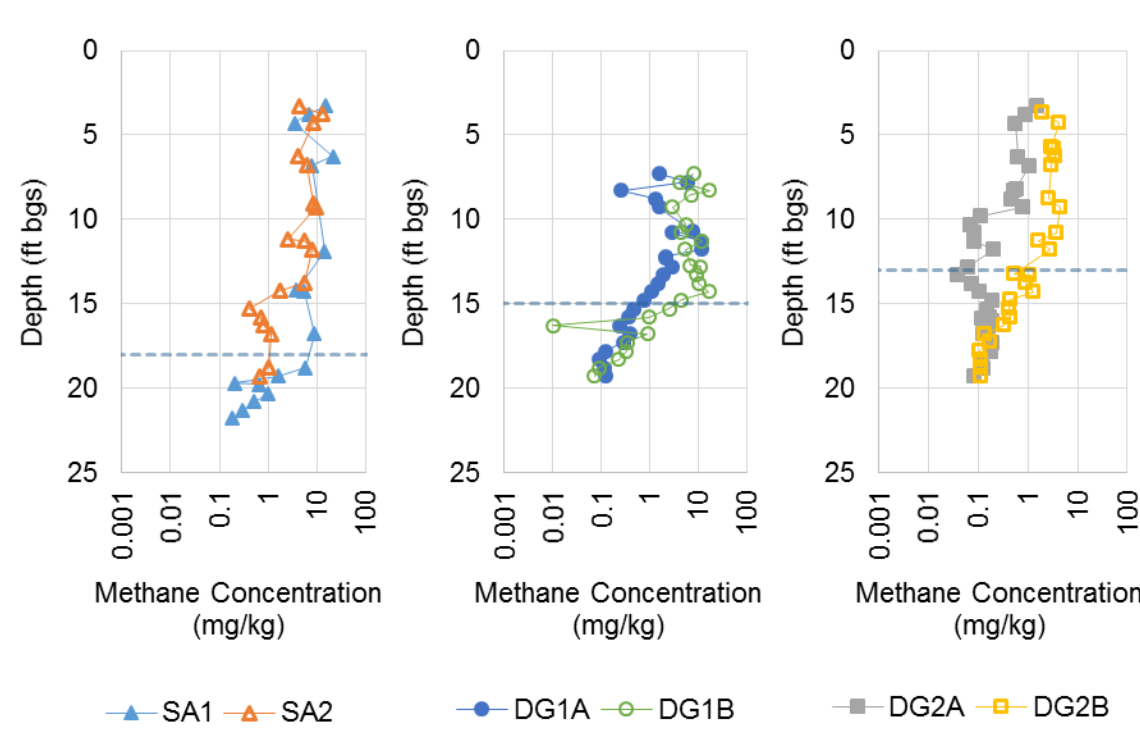 0
5
10
15
20
25
Depth (ft bgs)
0.001
0.01
0.1
1
10
100
Methane Concentration
(mg/kg)
SA1
SA2
0
5
10
15
20
25
Depth (ft bgs)
0.001
0.01
0.1
1
10
100
Methane Concentration
(mg/kg)
DG1A
DG1B
0
5
10
15
20
25
Depth (ft bgs)
0.001
0.01
0.1
1
10
100
Methane Concentration
(mg/kg)
DG2A
DG2B